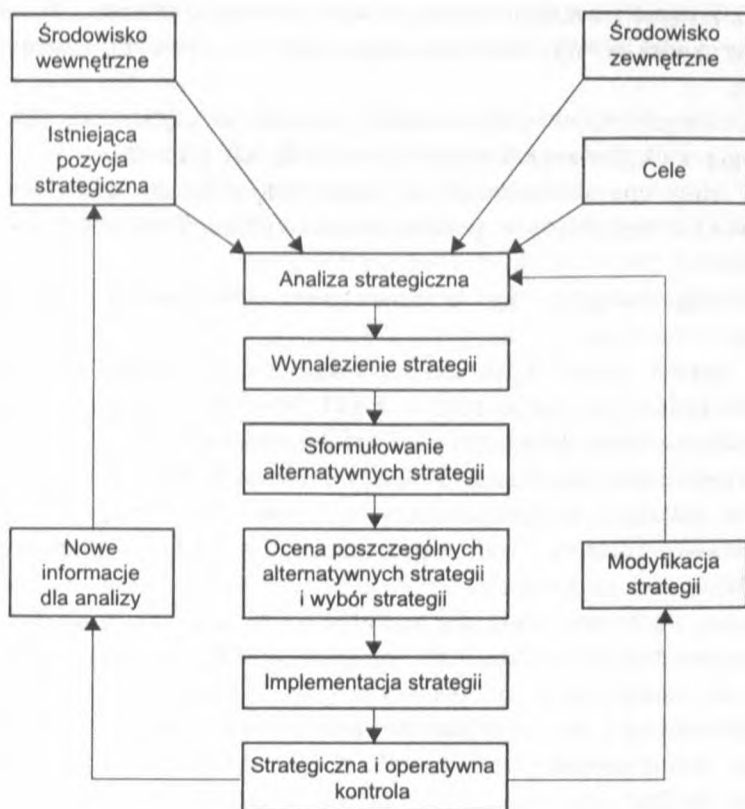 Środowisko
wewnętrzne
Środowisko
zewnętrzne
Istniejąca
pozycja
strategiczna
Cele
Analiza strategiczna
Wynalezienie strategii
Sformułowanie
alternatywnych strategii
Nowe
informacje
dla analizy
Ocena poszczególnych
alternatywnych strategii
i wybór strategii
Modyfikacja
strategii
Implementacja strategii
Strategiczna i operatywna
kontrola